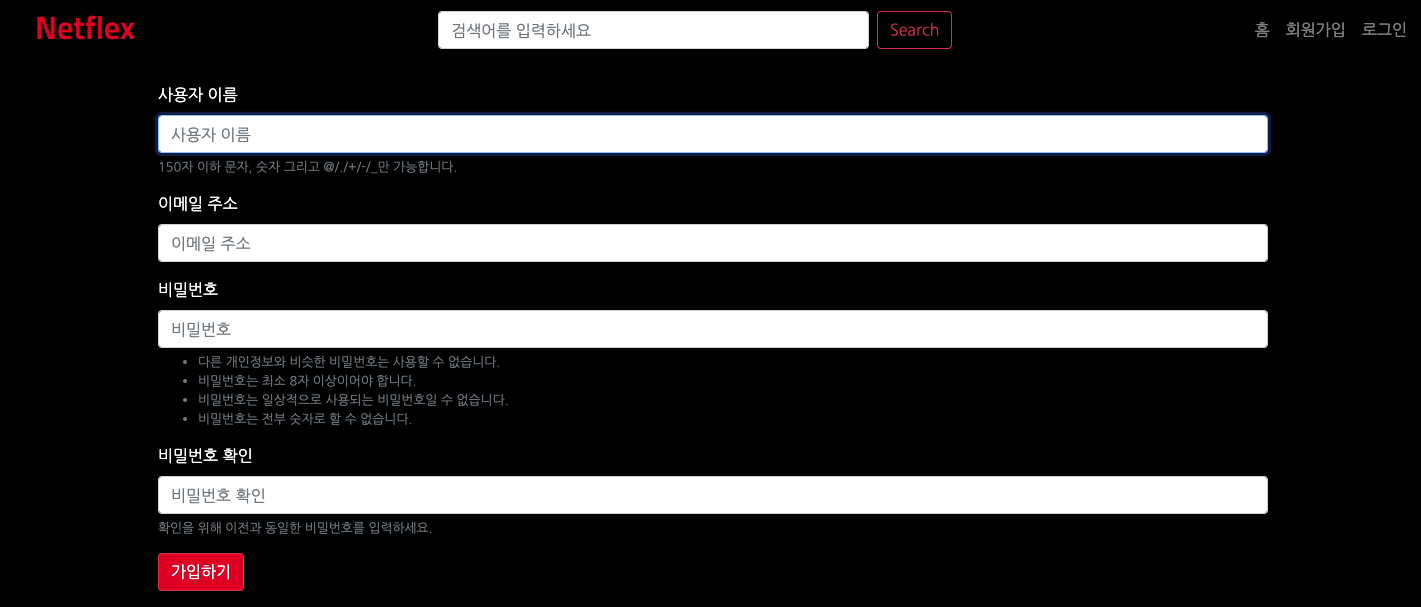 Netflex
검색어를 입력하세요
Search
홈 회원가입 로그인
사용자 이름
사용자 이름
150자 이하 문자, 숫자 그리고 @/./+/-/_만 가능합니다.
이메일 주소
이메일 주소
비밀번호
비밀번호
• 다른 개인정보와 비슷한 비밀번호는 사용할 수 없습니다.
• 비밀번호는 최소 8자 이상이어야 합니다.
• 비밀번호는 일상적으로 사용되는 비밀번호일 수 없습니다.
• 비밀번호는 전부 숫자로 할 수 없습니다.
비밀번호 확인
비밀번호 확인
확인을 위해 이전과 동일한 비밀번호를 입력하세요.
가입하기